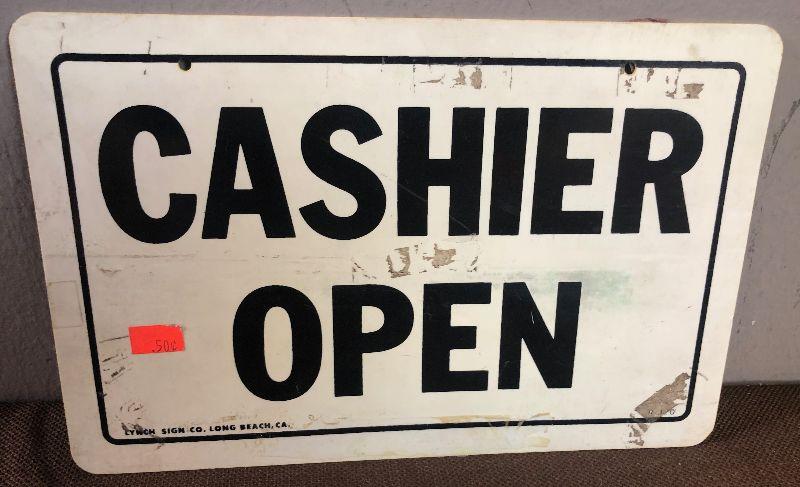 CASHIER
OPEN
.50¢
LYNCH SIGN CO. LONG BEACH, CA.